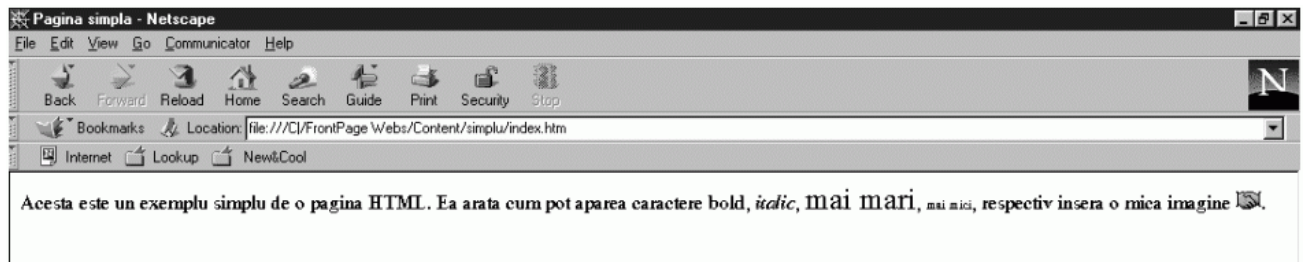 Pagina simpla - Netscape
File Edit View Go Communicator Help
Back Forward Reload Home Search Guide Print Security Stop
N
Bookmarks Location: file:///C|/FrontPage Webs/Content/simplu/index.htm
Internet Lookup New&Cool
Acesta este un exemplu simplu de o pagina HTML. Ea arata cum pot aparea caractere bold, italic, mai mari, mai mici, respectiv insera o mica imagine .